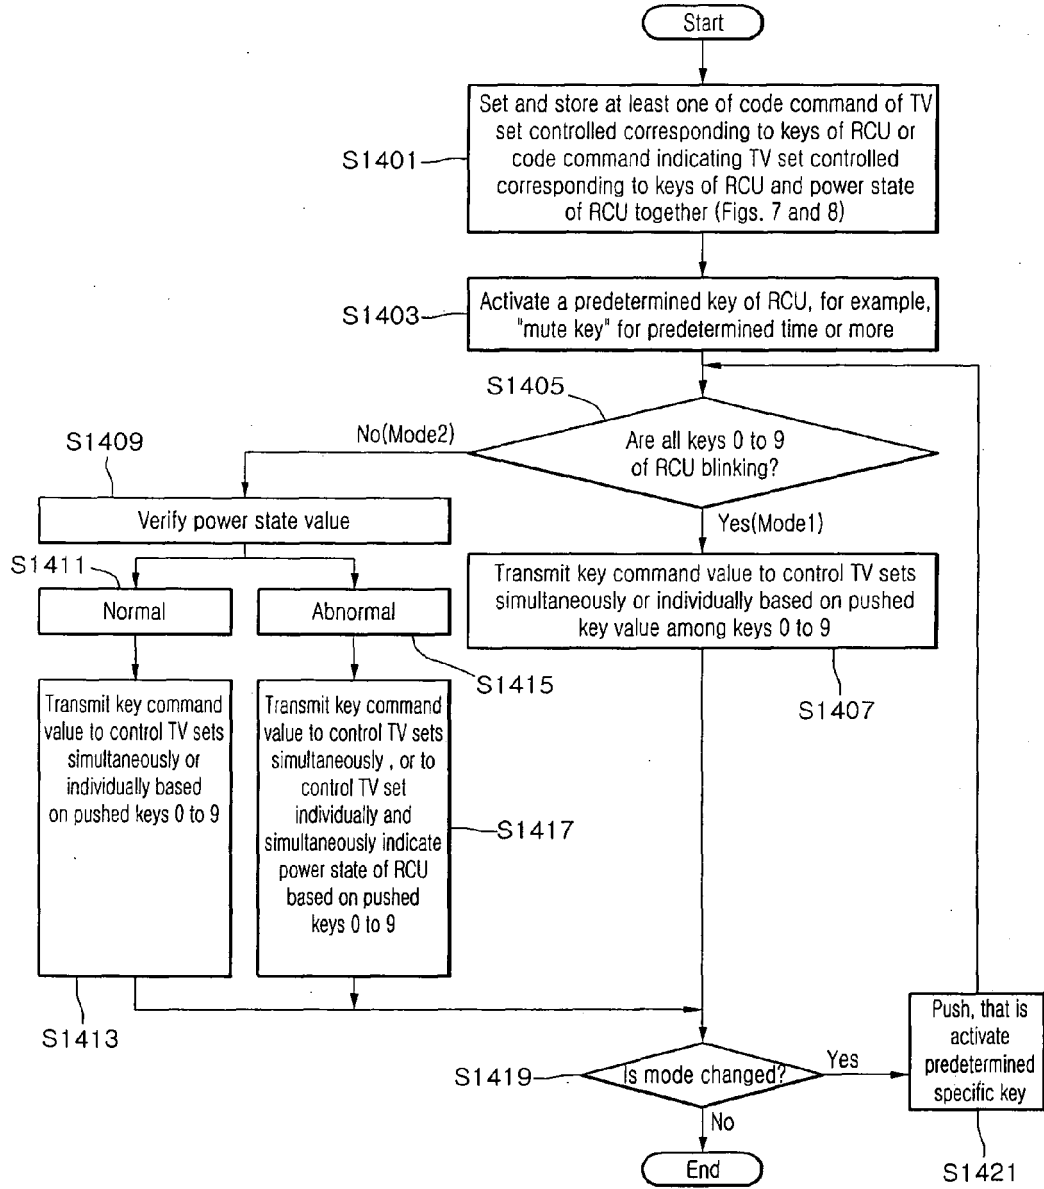 Start
Set and store at least one of code command of TV
set controlled corresponding to keys of RCU or
code command indicating TV set controlled
corresponding to keys of RCU and power state
of RCU together (Figs. 7 and 8)
S1401
Activate a predetermined key of RCU, for example,
"mute key" for predetermined time or more
S1403
S1405
Are all keys 0 to 9
of RCU blinking?
No(Mode2)
Yes(Mode1)
S1409
Verify power state value
S1411
Normal
Abnormal
S1415
Transmit key command value to control TV sets
simultaneously or individually based on pushed
key value among keys 0 to 9
S1407
Transmit key command
value to control TV sets
simultaneously or
individually based
on pushed keys 0 to 9
S1413
Transmit key command
value to control TV sets
simultaneously , or to
control TV set
individually and
simultaneously indicate
power state of RCU
based on pushed
keys 0 to 9
S1417
S1419
Is mode changed?
Yes
No
Push, that is
activate
predetermined
specific key
S1421
End